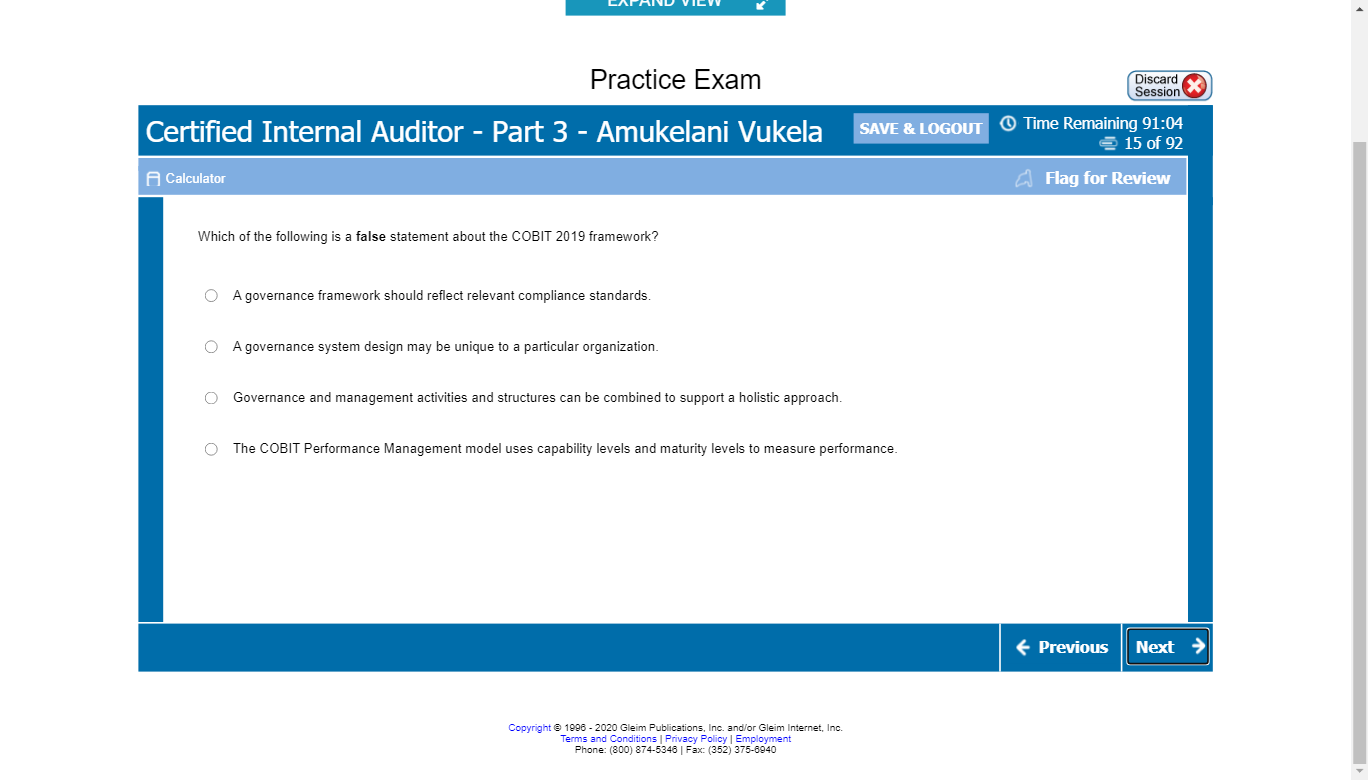 EXPAND VIEW
Practice Exam
Discard
Session
Certified Internal Auditor - Part 3 - Amukelani Vukela
SAVE & LOGOUT
Time Remaining 91:04
15 of 92
Calculator
Flag for Review
Which of the following is a false statement about the COBIT 2019 framework?
A governance framework should reflect relevant compliance standards.
A governance system design may be unique to a particular organization.
Governance and management activities and structures can be combined to support a holistic approach.
The COBIT Performance Management model uses capability levels and maturity levels to measure performance.
Previous
Next
Copyright © 1996 - 2020 Gleim Publications, Inc. and/or Gleim Internet, Inc.
Terms and Conditions | Privacy Policy | Employment
Phone: (800) 874-5346 | Fax: (352) 375-6940